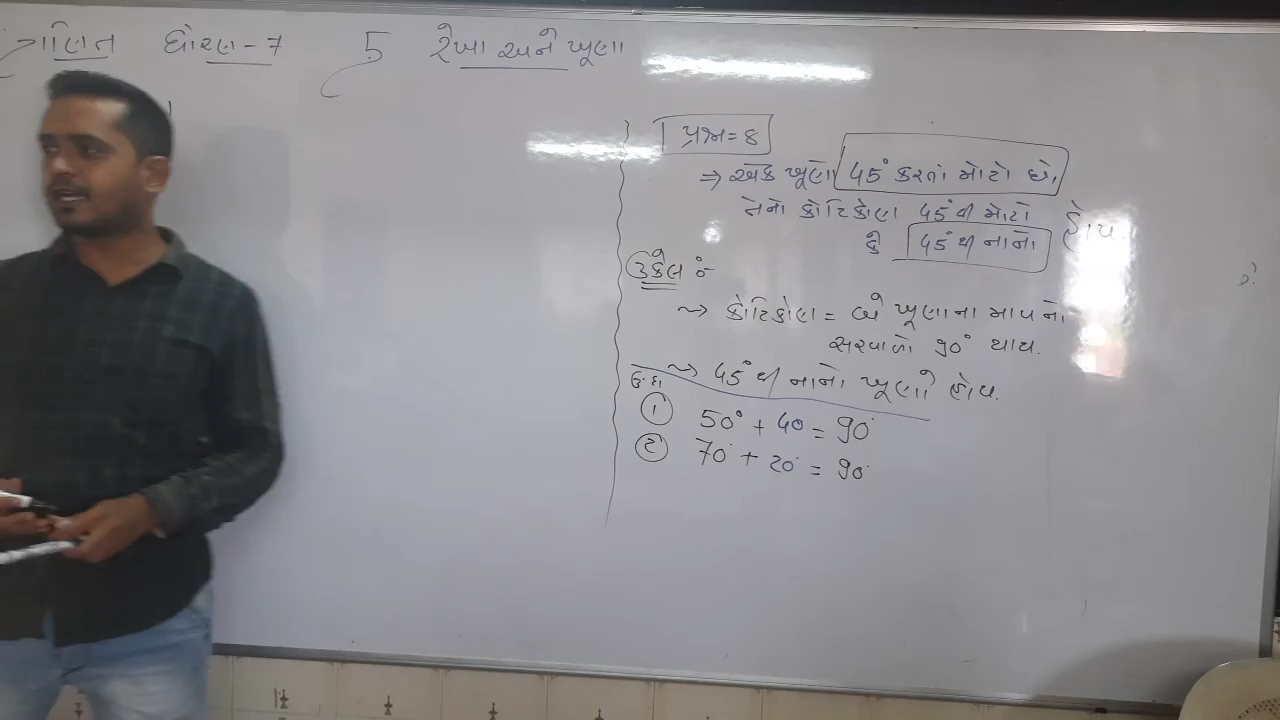 ગણિત ધોરણ-7 5 રેખા અને ખૂણા
પ્રશ્ન=8
⇒ એક ખૂણો 45° કરતાં મોટો છે,
તેનો કોટિકોણ 45° થી મોટો
કે 45° થી નાનો હોય
ઉકેલ ઃ-
~> કોટિકોણ = બે ખૂણાના માપનો
સરવાળો 90° થાય.
~> 45° થી નાનો ખૂણો હોય.
ઉ.દા
① 50° + 40 = 90°
② 70° + 20° = 90°